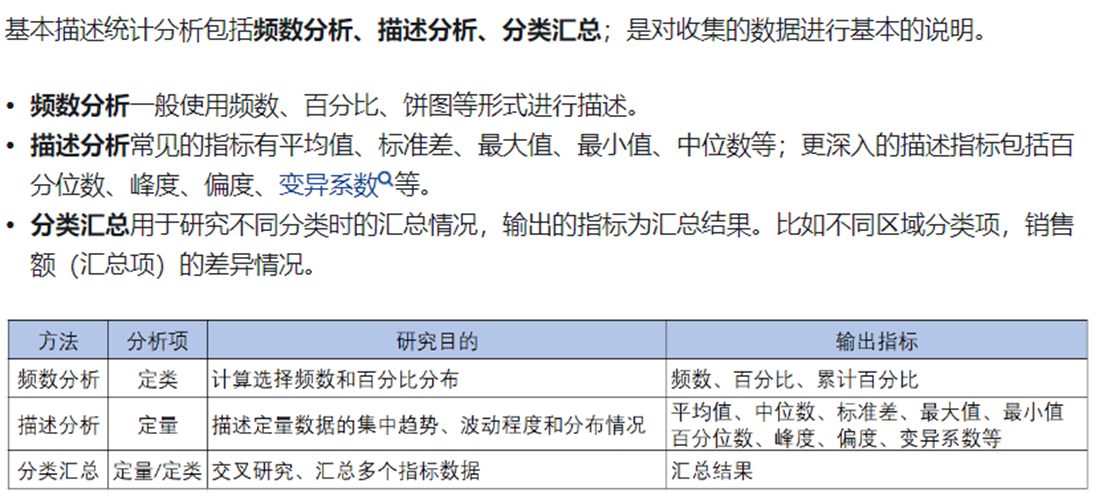 基本描述统计分析包括频数分析、描述分析、分类汇总；是对收集的数据进行基本的说明。
• 频数分析一般使用频数、百分比、饼图等形式进行描述。
• 描述分析常见的指标有平均值、标准差、最大值、最小值、中位数等；更深入的描述指标包括百
分位数、峰度、偏度、变异系数等。
• 分类汇总用于研究不同分类时的汇总情况，输出的指标为汇总结果。比如不同区域分类项，销售
额（汇总项）的差异情况。
方法 分析项 研究目的 输出指标
频数分析 定类 计算选择频数和百分比分布 频数、百分比、累计百分比
描述分析 定量 描述定量数据的集中趋势、波动程度和分布情况 平均值、中位数、标准差、最大值、最小值
百分位数、峰度、偏度、变异系数等
分类汇总 定量/定类 交叉研究、汇总多个指标数据 汇总结果